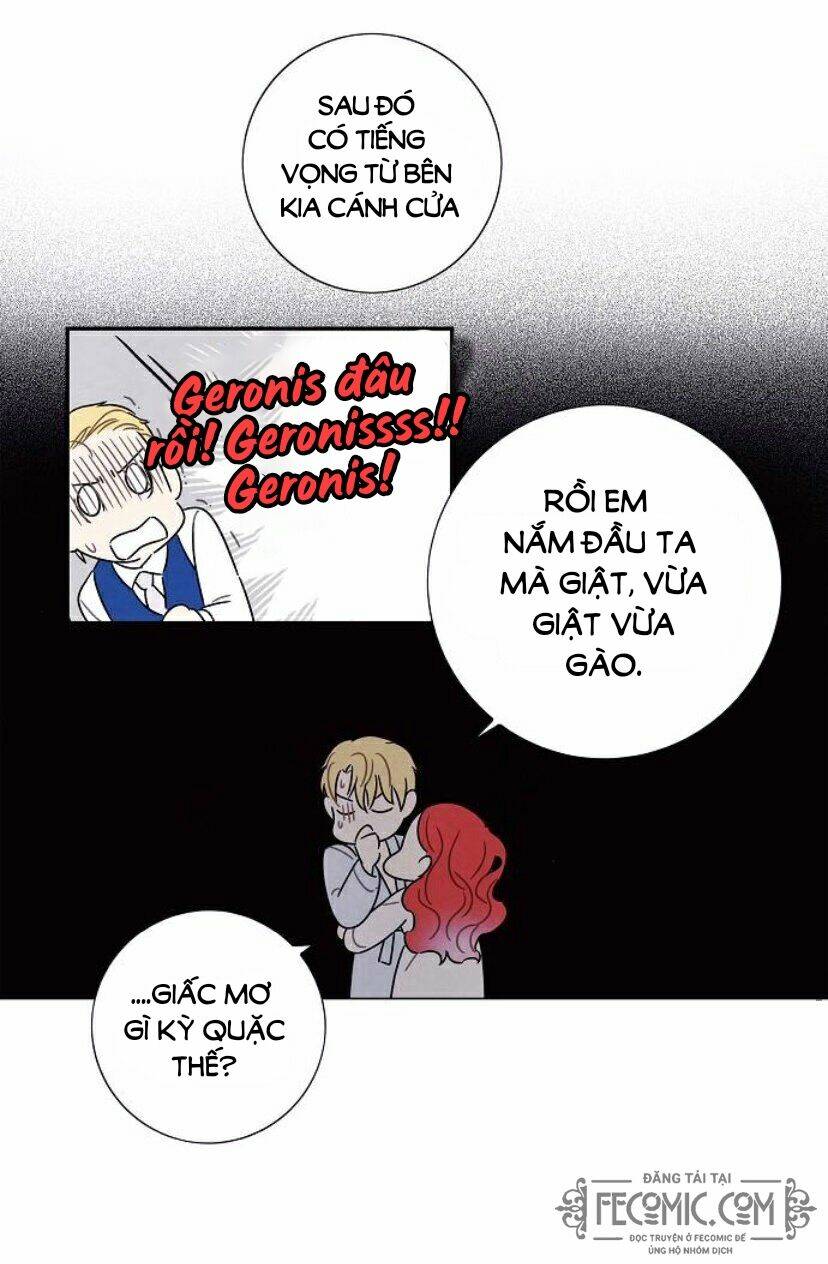 SAU ĐÓ
CÓ TIẾNG
VỌNG TỪ BÊN
KIA CÁNH CỬA
Geronis đâu
rồi! Geronissss!!
Geronis!
RỒI EM
NẮM ĐẦU TA
MÀ GIẬT, VỪA
GIẬT VỪA
GÀO.
....GIẤC MƠ
GÌ KỲ QUẶC
THẾ?
ĐĂNG TẢI TẠI
FECOMIC.COM
ĐỌC TRUYỆN Ở FECOMIC ĐỂ
ỦNG HỘ NHÓM DỊCH